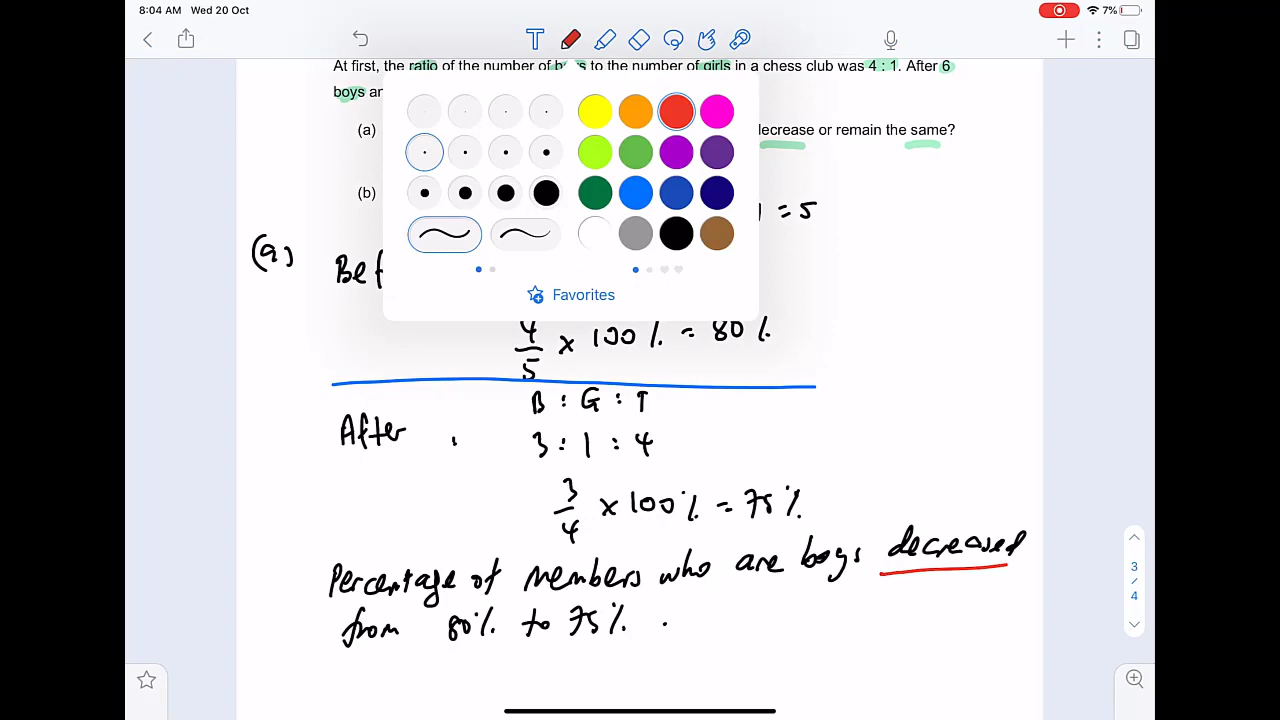 8:04 AM Wed 20 Oct 7%
At first, the ratio of the number of b s to the number of girls in a chess club was 4 : 1. After 6
boys an
(a) decrease or remain the same?
(b)
= 5
(a) Bef
Favorites
4/5 × 100% = 80%
B : G : T
After
3 : 1 : 4
3/4 × 100% = 75%
Percentage of members who are boys decreased
from 80% to 75%.
3
/
4